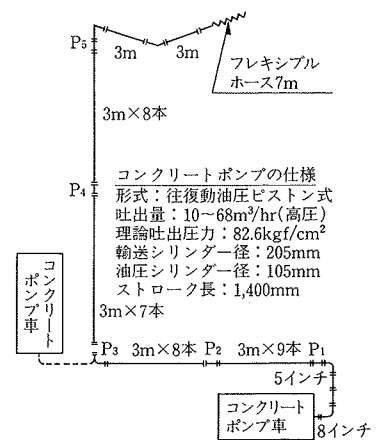 P5
3m
3m
フレキシブル
ホース7m
3m×8本
P4
コンクリートポンプの仕様
形式：往復動油圧ピストン式
吐出量：10〜68m³/hr(高圧)
理論吐出圧力：82.6kgf/cm²
輸送シリンダー径：205mm
油圧シリンダー径：105mm
ストローク長：1,400mm
コンクリート
ポンプ車
3m×7本
P3
3m×8本
P2
3m×9本
P1
5インチ
コンクリート
ポンプ車
8インチ